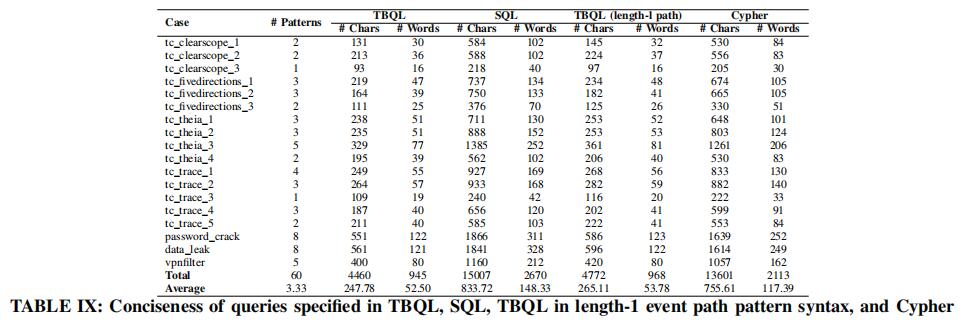 Case # Patterns TBQL SQL TBQL (length-1 path) Cypher
# Chars # Words # Chars # Words # Chars # Words # Chars # Words
tc_clearscope_1 2 131 30 584 102 145 32 530 84
tc_clearscope_2 2 213 36 588 102 224 37 556 83
tc_clearscope_3 1 93 16 218 40 97 16 205 30
tc_fivedirections_1 3 219 47 737 134 234 48 674 105
tc_fivedirections_2 3 164 39 750 133 182 41 665 105
tc_fivedirections_3 2 111 25 376 70 125 26 330 51
tc_theia_1 3 238 51 711 130 253 52 648 101
tc_theia_2 3 235 51 888 152 253 53 803 124
tc_theia_3 5 329 77 1385 252 361 81 1261 206
tc_theia_4 2 195 39 562 102 206 40 530 83
tc_trace_1 4 249 55 927 169 268 56 833 130
tc_trace_2 3 264 57 933 168 282 59 882 140
tc_trace_3 1 109 19 240 42 116 20 222 33
tc_trace_4 3 187 40 656 120 202 41 599 91
tc_trace_5 2 211 40 585 103 222 41 553 84
password_crack 8 551 122 1866 311 586 123 1639 252
data_leak 8 561 121 1841 328 596 122 1614 249
vpnfilter 5 400 80 1160 212 420 80 1057 162
Total 60 4460 945 15007 2670 4772 968 13601 2113
Average 3.33 247.78 52.50 833.72 148.33 265.11 53.78 755.61 117.39
TABLE IX: Conciseness of queries specified in TBQL, SQL, TBQL in length-1 event path pattern syntax, and Cypher